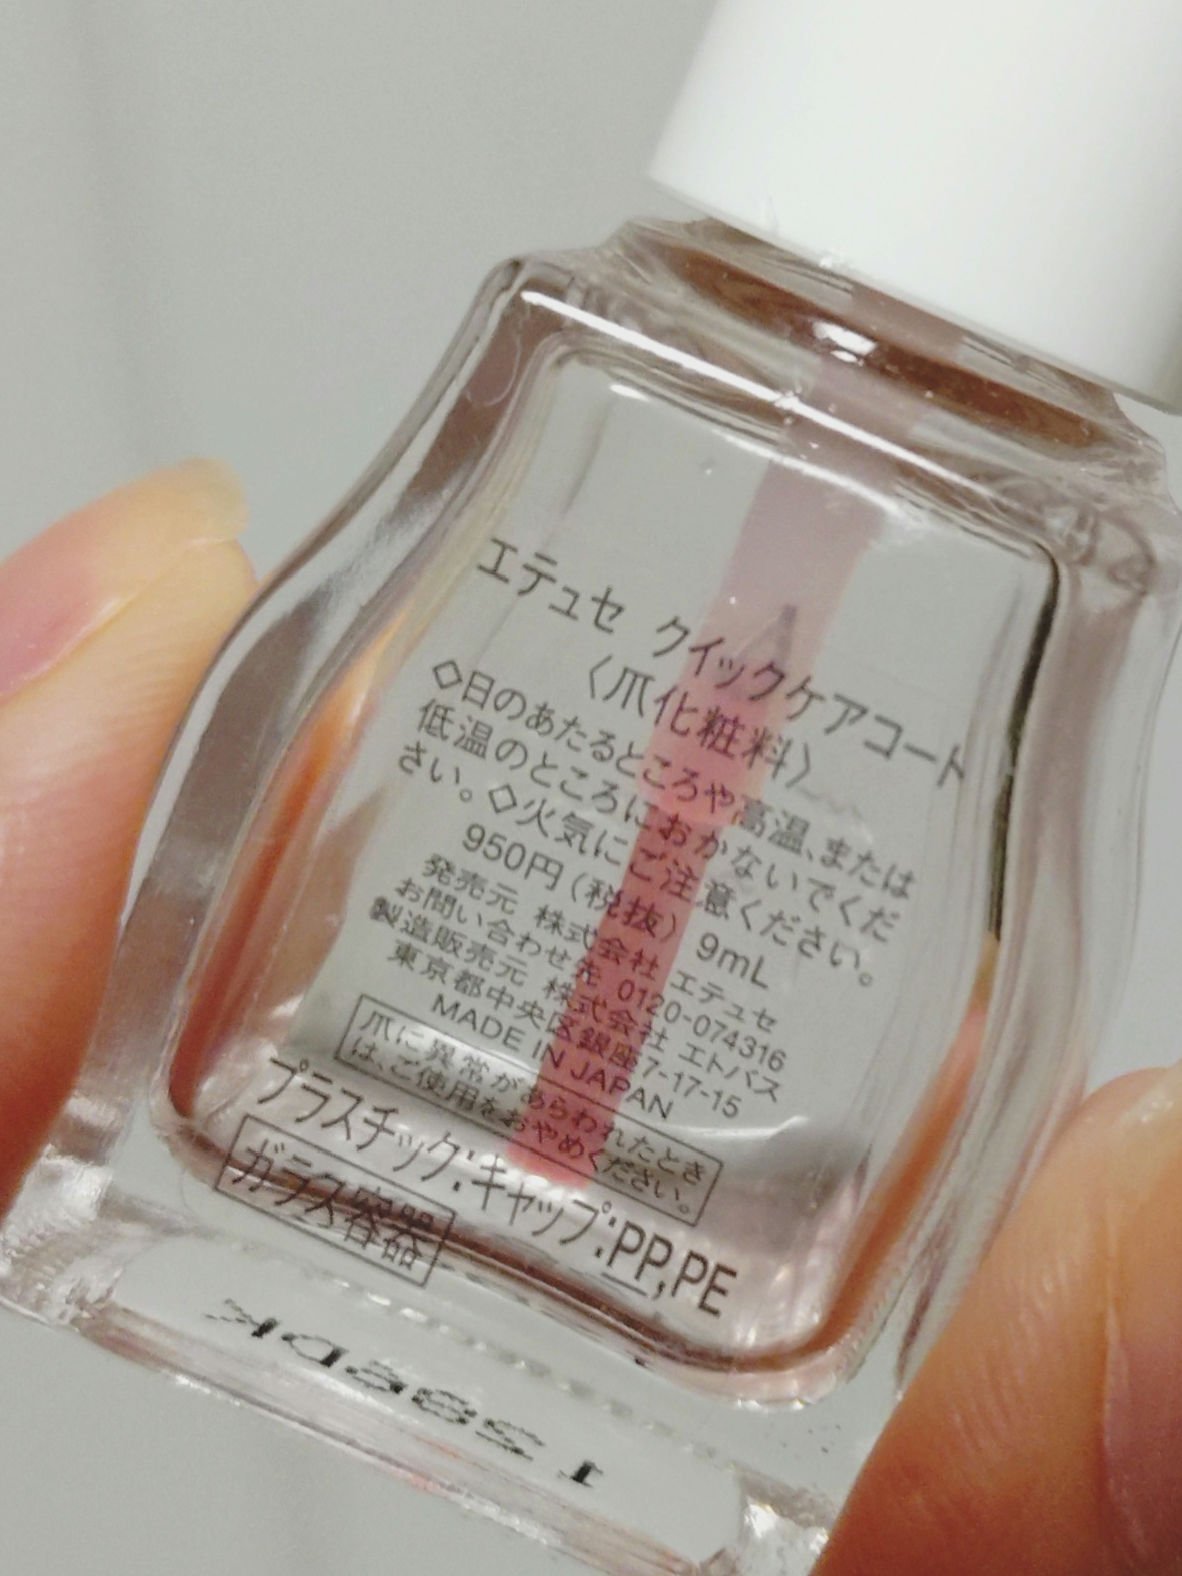 エテュセ クイックケアコート
〈爪化粧料〉
◇日のあたるところや高温、または
低温のところにおかないでくだ
さい。◇火気にご注意ください。
950円（税抜） 9mL
発売元 株式会社 エテュセ
お問い合わせ先 0120-074316
製造販売元 株式会社 エトバス
東京都中央区銀座7-17-15
MADE IN JAPAN
爪に異常があらわれたとき
は、ご使用をおやめください。
プラスチック:キャップ:PP,PE
ガラス容器